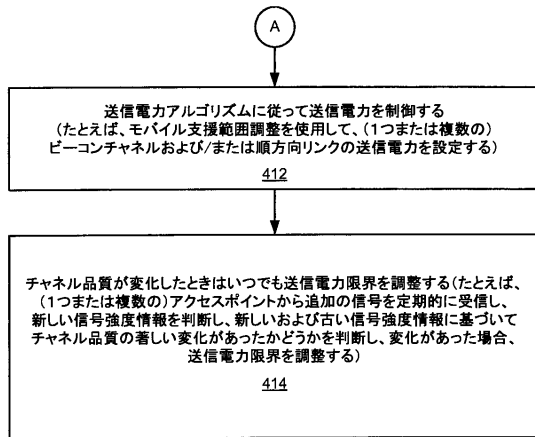 A
送信電力アルゴリズムに従って送信電力を制御する
(たとえば、モバイル支援範囲調整を使用して、(1つまたは複数の)
ビーコンチャネルおよび/または順方向リンクの送信電力を設定する)
412
チャネル品質が変化したときはいつでも送信電力限界を調整する(たとえば、
(1つまたは複数の)アクセスポイントから追加の信号を定期的に受信し、
新しい信号強度情報を判断し、新しいおよび古い信号強度情報に基づいて
チャネル品質の著しい変化があったかどうかを判断し、変化があった場合、
送信電力限界を調整する)
414